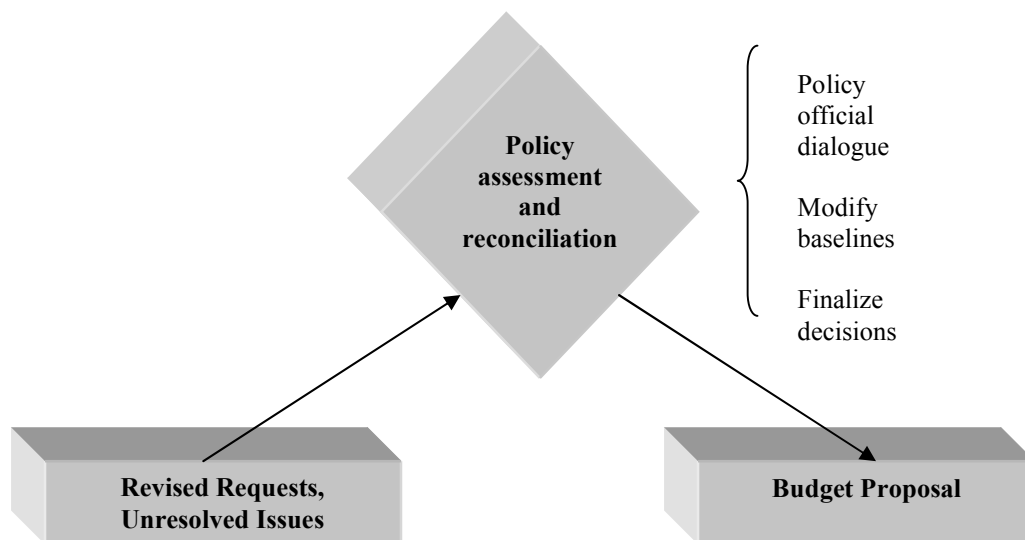 Policy
assessment
and
reconciliation
Policy
official
dialogue
Modify
baselines
Finalize
decisions
Revised Requests,
Unresolved Issues
Budget Proposal